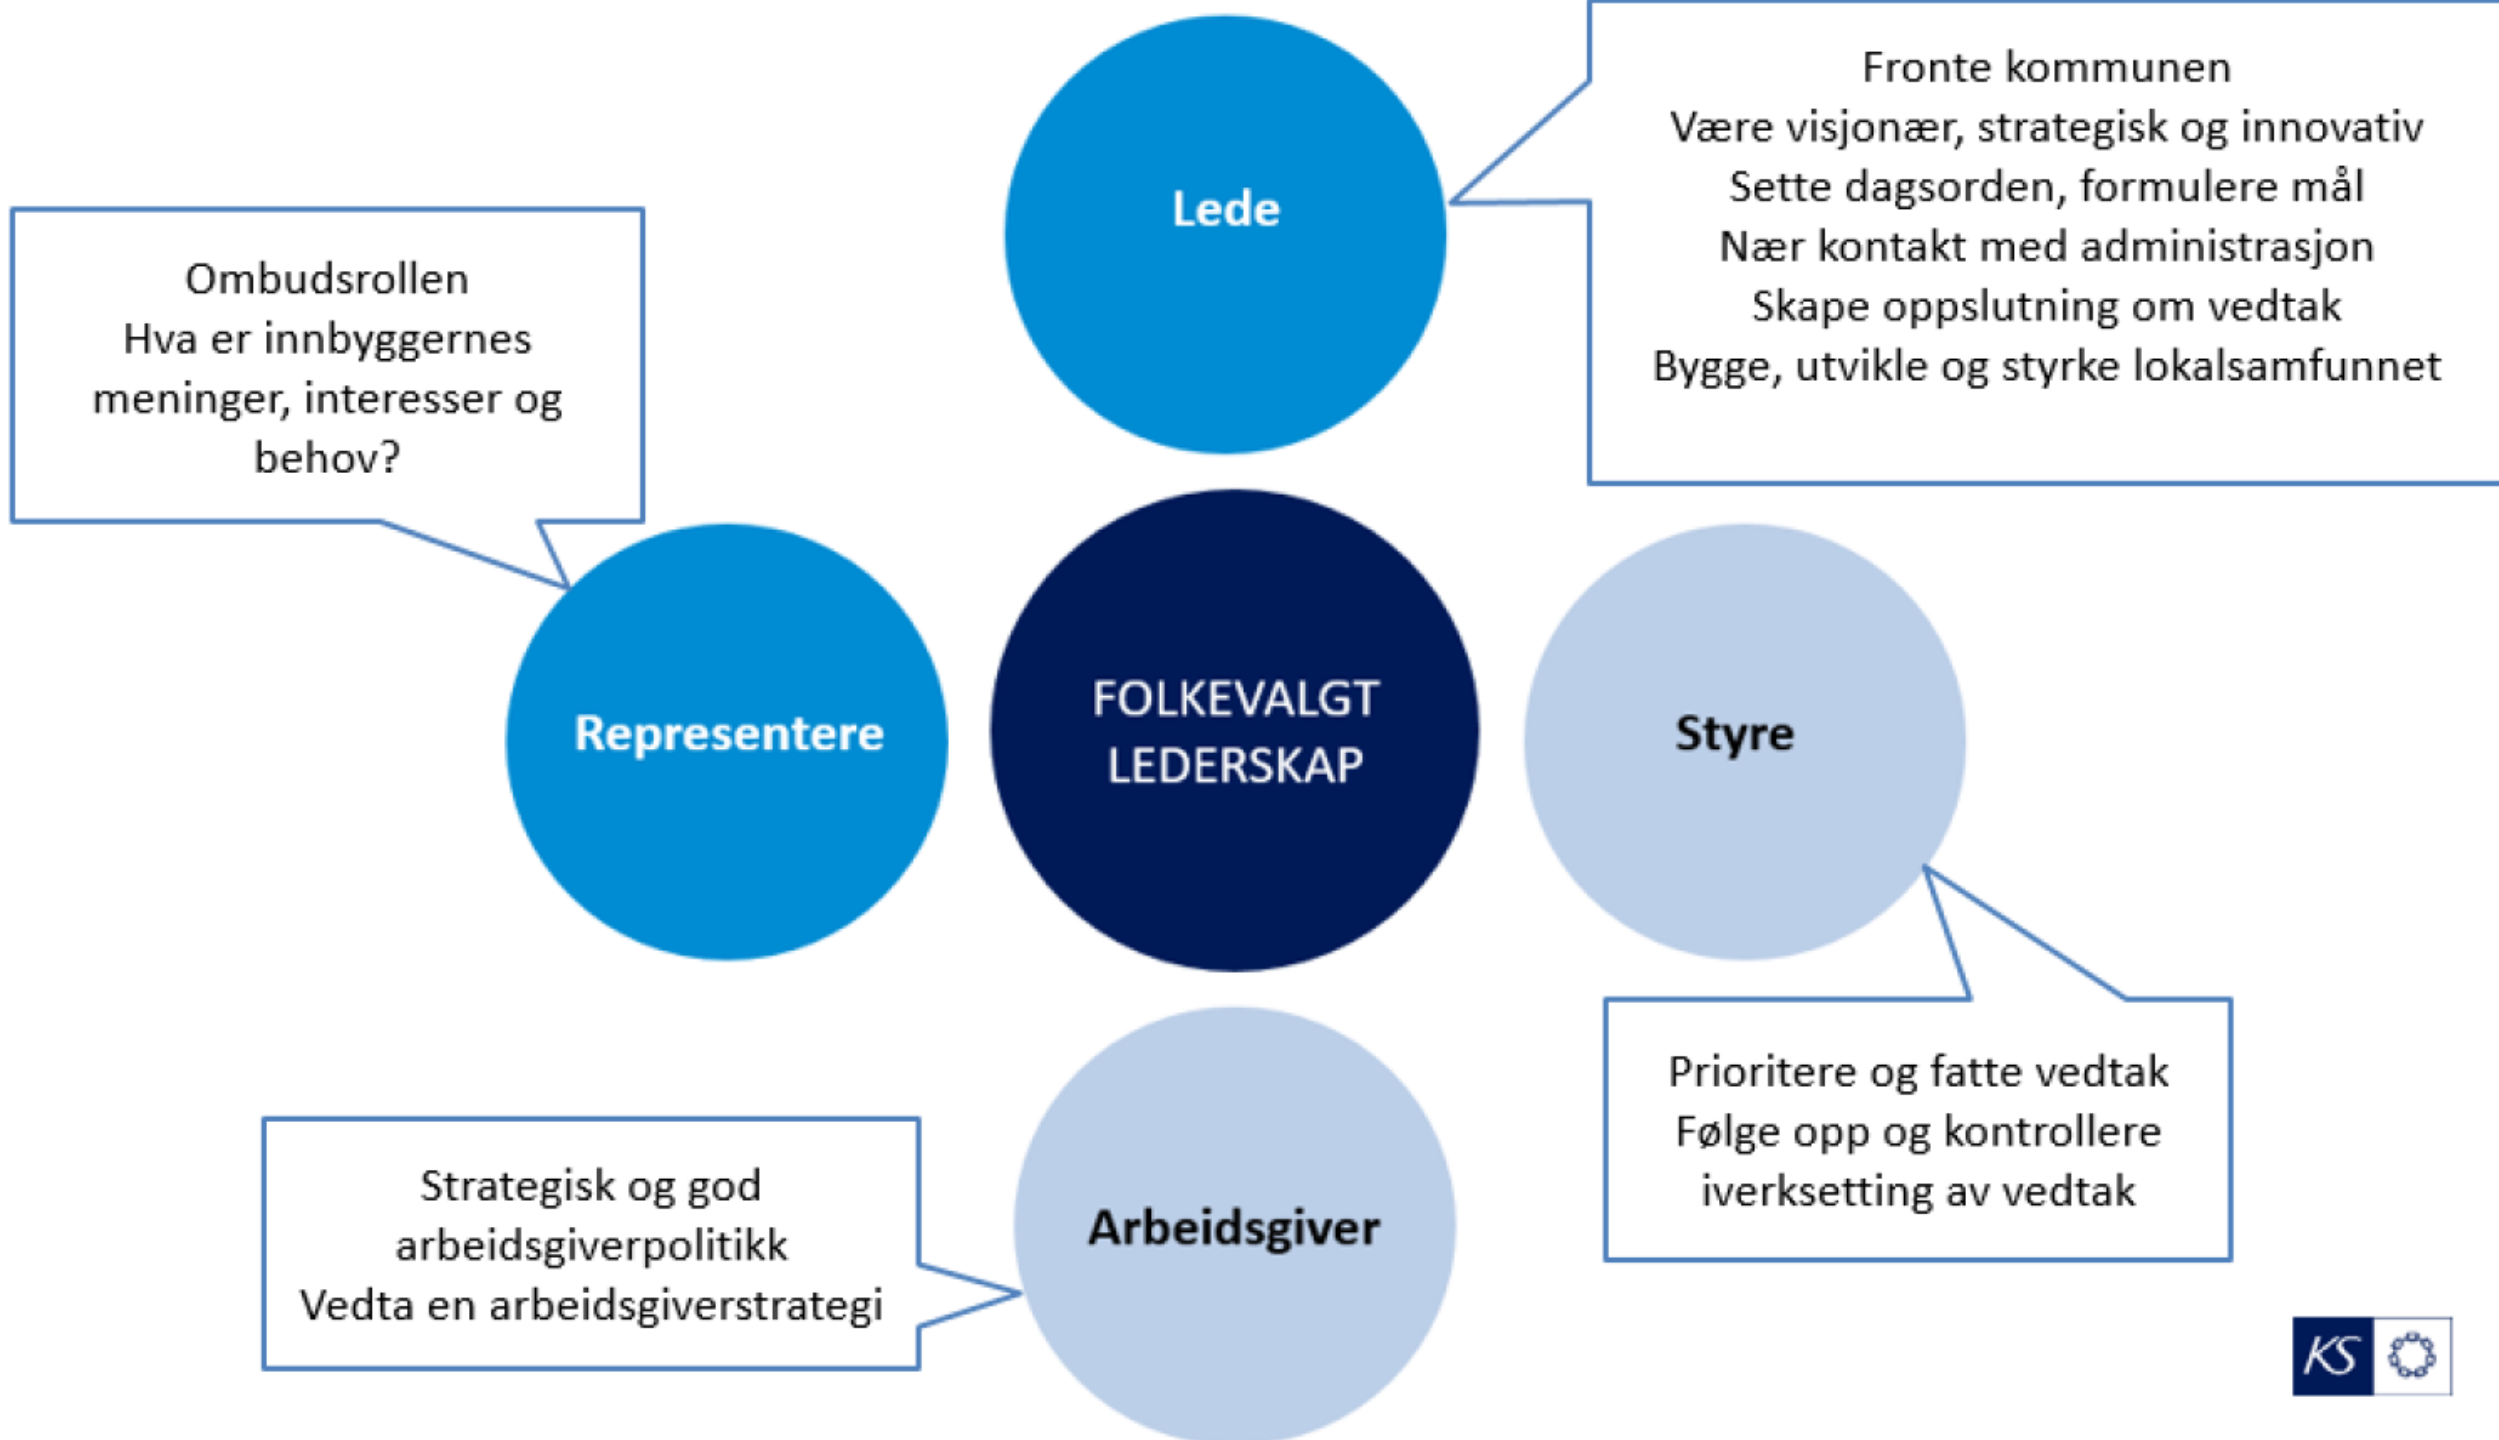 Fronte kommunen
Være visjonær, strategisk og innovativ
Sette dagsorden, formulere mål
Nær kontakt med administrasjon
Skape oppslutning om vedtak
Bygge, utvikle og styrke lokalsamfunnet
Lede
Ombudsrollen
Hva er innbyggernes
meninger, interesser og
behov?
Representere
FOLKEVALGT
LEDERSKAP
Styre
Prioritere og fatte vedtak
Følge opp og kontrollere
iverksetting av vedtak
Strategisk og god
arbeidsgiverpolitikk
Vedta en arbeidsgiverstrategi
Arbeidsgiver
KS